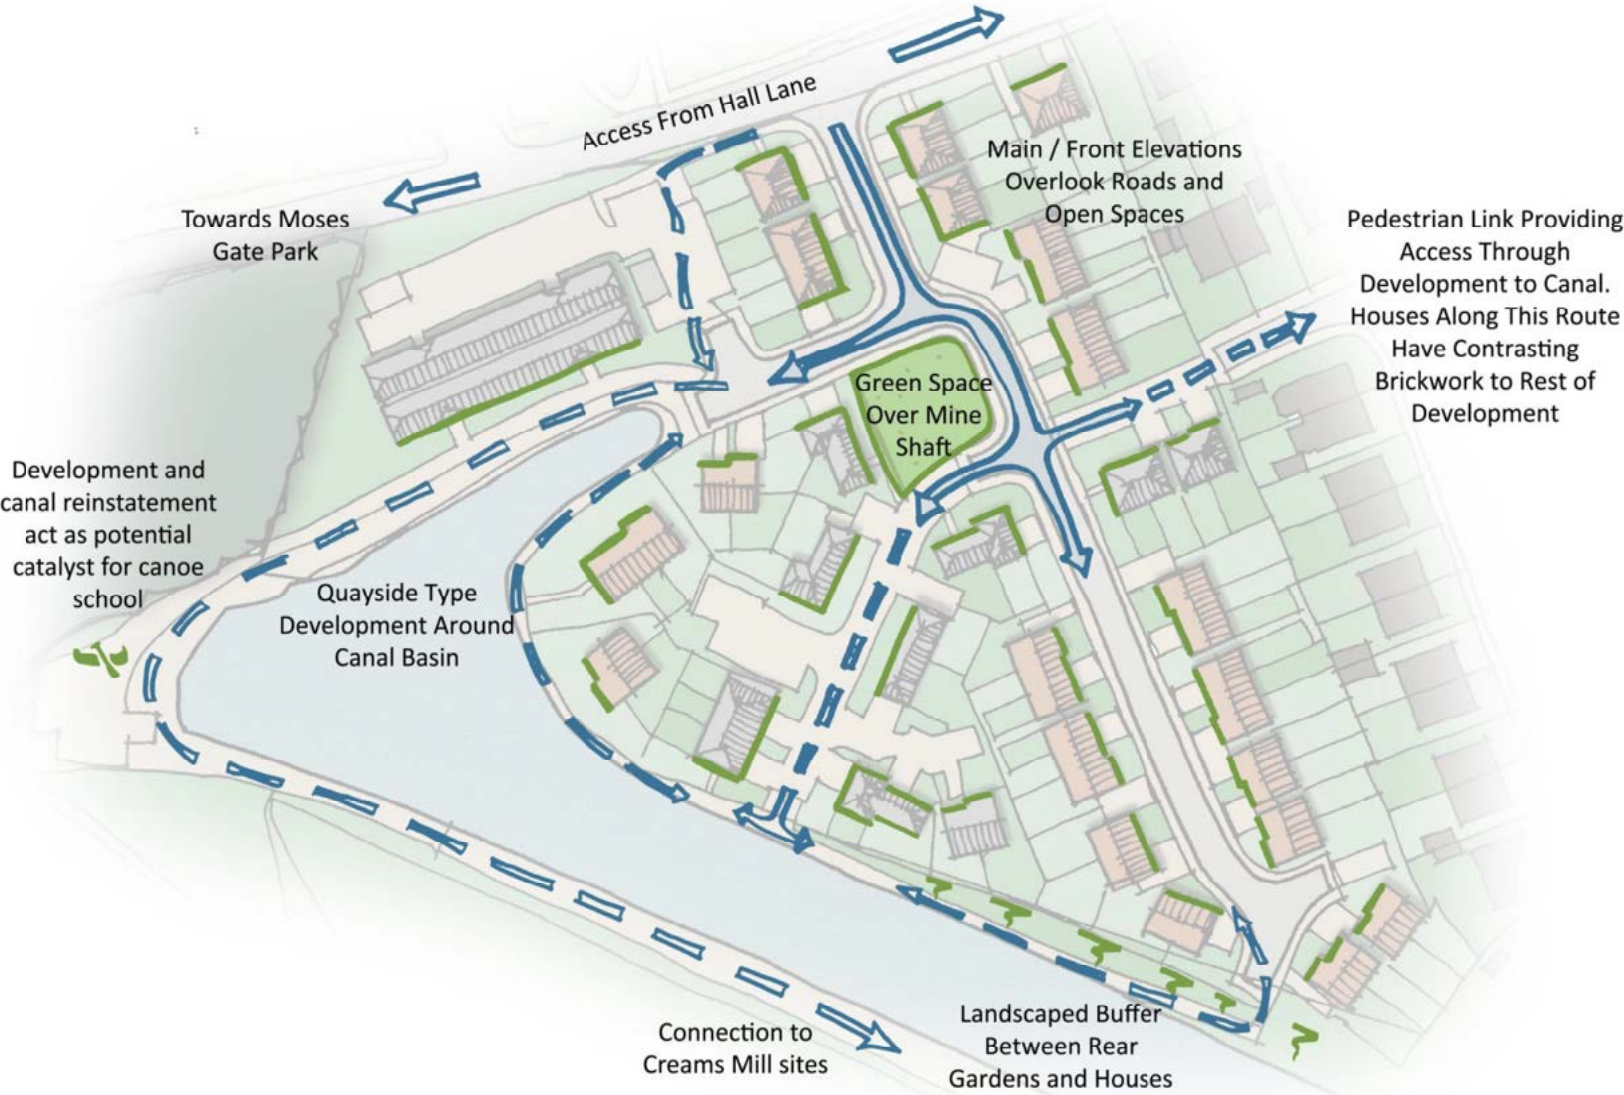 Access From Hall Lane
Towards Moses
Gate Park
Main / Front Elevations
Overlook Roads and
Open Spaces
Pedestrian Link Providing
Access Through
Development to Canal.
Houses Along This Route
Have Contrasting
Brickwork to Rest of
Development
Green Space
Over Mine
Shaft
Development and
canal reinstatement
act as potential
catalyst for canoe
school
Quayside Type
Development Around
Canal Basin
Connection to
Creams Mill sites
Landscaped Buffer
Between Rear
Gardens and Houses